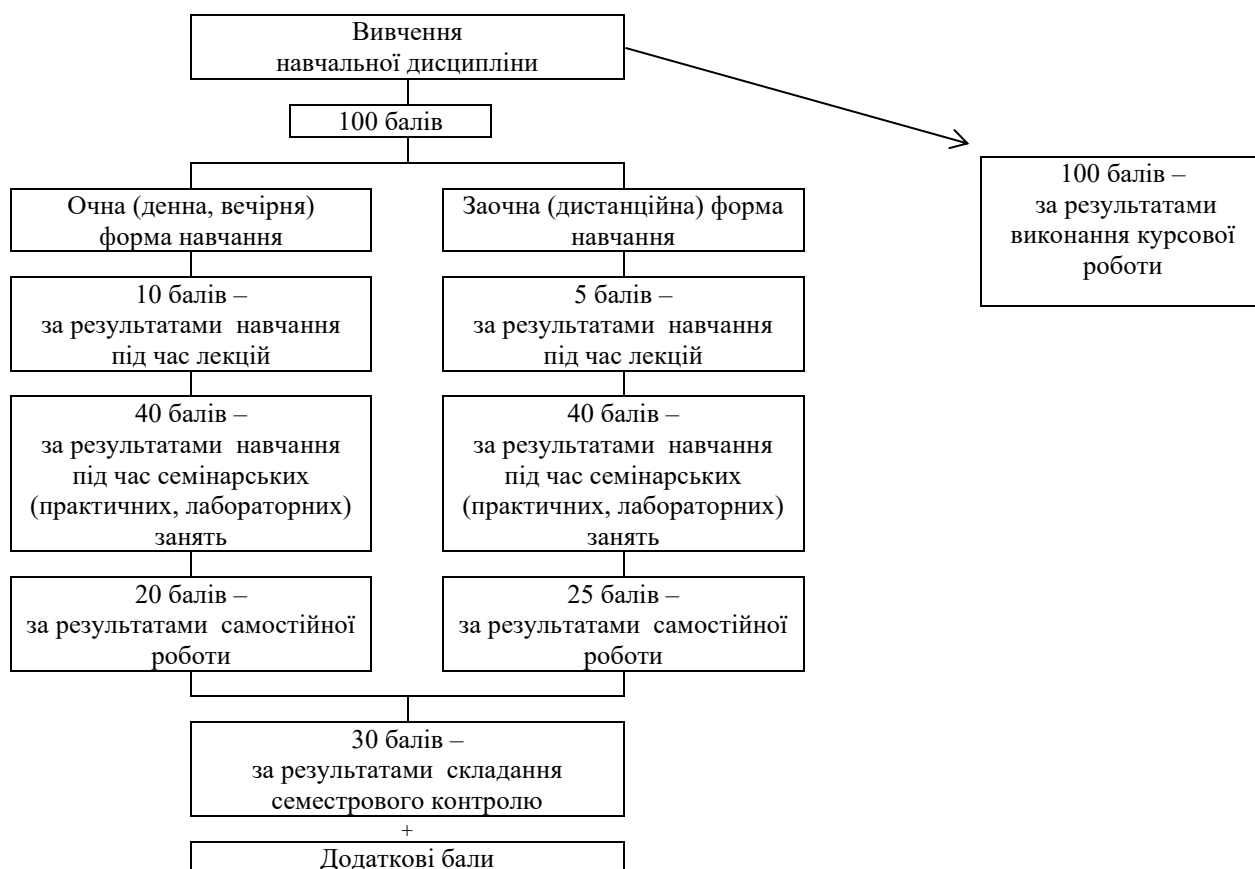 Вивчення
навчальної дисципліни
100 балів
100 балів –
за результатами
виконання курсової
роботи
Очна (денна, вечірня)
форма навчання
Заочна (дистанційна) форма
навчання
10 балів –
за результатами навчання
під час лекцій
5 балів –
за результатами навчання
під час лекцій
40 балів –
за результатами навчання
під час семінарських
(практичних, лабораторних)
занять
40 балів –
за результатами навчання
під час семінарських
(практичних, лабораторних)
занять
20 балів –
за результатами самостійної
роботи
25 балів –
за результатами самостійної
роботи
30 балів –
за результатами складання
семестрового контролю
+
Додаткові бали